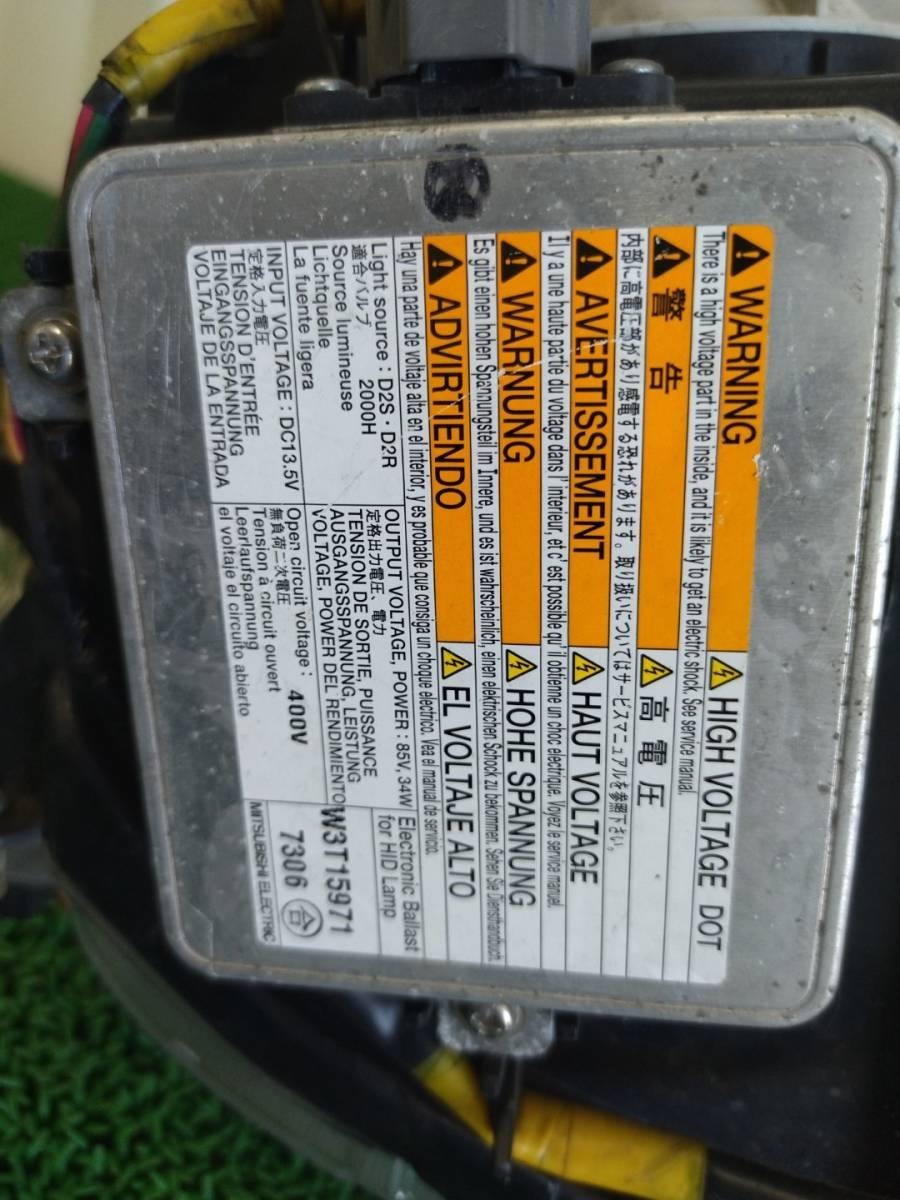 WARNING HIGH VOLTAGE DOT
There is a high voltage part in the inside, and it is likely to get an electric shock. See service manual.
警告 高電圧
内部に高電圧部があり感電する恐れがあります。取り扱いについてはサービスマニュアルを参照下さい。
AVERTISSEMENT HAUT VOLTAGE
Il y a une haute partie du voltage dans l'intérieur, et c'est possible qu'il obtienne un choc electrique. Voyez le service manuel.
WARNUNG HOHE SPANNUNG
Es gibt einen hohen Spannungsteil im Innere, und es ist wahrscheinlich, einen elektrischen Schock zu bekommen. Sehen Sie Diensthandbuch.
ADVIRTIENDO EL VOLTAJE ALTO
Hay una parte de voltaje alta en el interior, y es probable que consiga un choque electrico. Vea el manual de servicio.
Light source : D2S・D2R
適合バルブ 2000H
Source lumineuse
Lichtquelle
La fuente ligera
OUTPUT VOLTAGE, POWER : 85V, 34W
定格出力電圧、電力
TENSION DE SORTIE, PUISSANCE
AUSGANGSSPANNUNG, LEISTUNG
VOLTAGE, POWER DEL RENDIMIENTO
Electronic Ballast
for HID Lamp
W3T15971
INPUT VOLTAGE : DC13.5V
定格入力電圧
TENSION D'ENTRÉE
EINGANGSSPANNUNG
VOLTAJE DE LA ENTRADA
Open circuit voltage : 400V
無負荷二次電圧
Tension à circuit ouvert
Leerlaufspannung
el voltaje el circuito abierto
7306 合
MITSUBISHI ELECTRIC